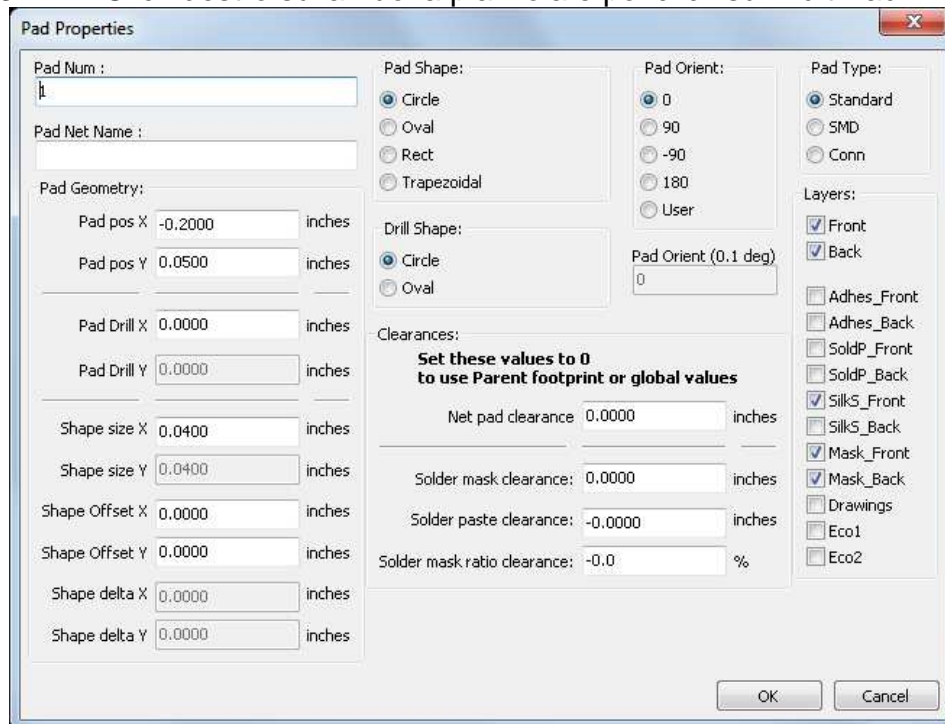 Pad Properties
Pad Num :
1
Pad Net Name :
Pad Geometry:
Pad pos X -0.2000 inches
Pad pos Y 0.0500 inches
Pad Drill X 0.0000 inches
Pad Drill Y 0.0000 inches
Shape size X 0.0400 inches
Shape size Y 0.0400 inches
Shape Offset X 0.0000 inches
Shape Offset Y 0.0000 inches
Shape delta X 0.0000 inches
Shape delta Y 0.0000 inches
Pad Shape:
Circle
Oval
Rect
Trapezoidal
Drill Shape:
Circle
Oval
Pad Orient:
0
90
-90
180
User
Pad Orient (0.1 deg)
0
Clearances:
Set these values to 0
to use Parent footprint or global values
Net pad clearance 0.0000 inches
Solder mask clearance: 0.0000 inches
Solder paste clearance: -0.0000 inches
Solder mask ratio clearance: -0.0 %
Pad Type:
Standard
SMD
Conn
Layers:
Front
Back
Adhes_Front
Adhes_Back
SoldP_Front
SoldP_Back
SilkS_Front
SilkS_Back
Mask_Front
Mask_Back
Drawings
Eco1
Eco2
OK
Cancel